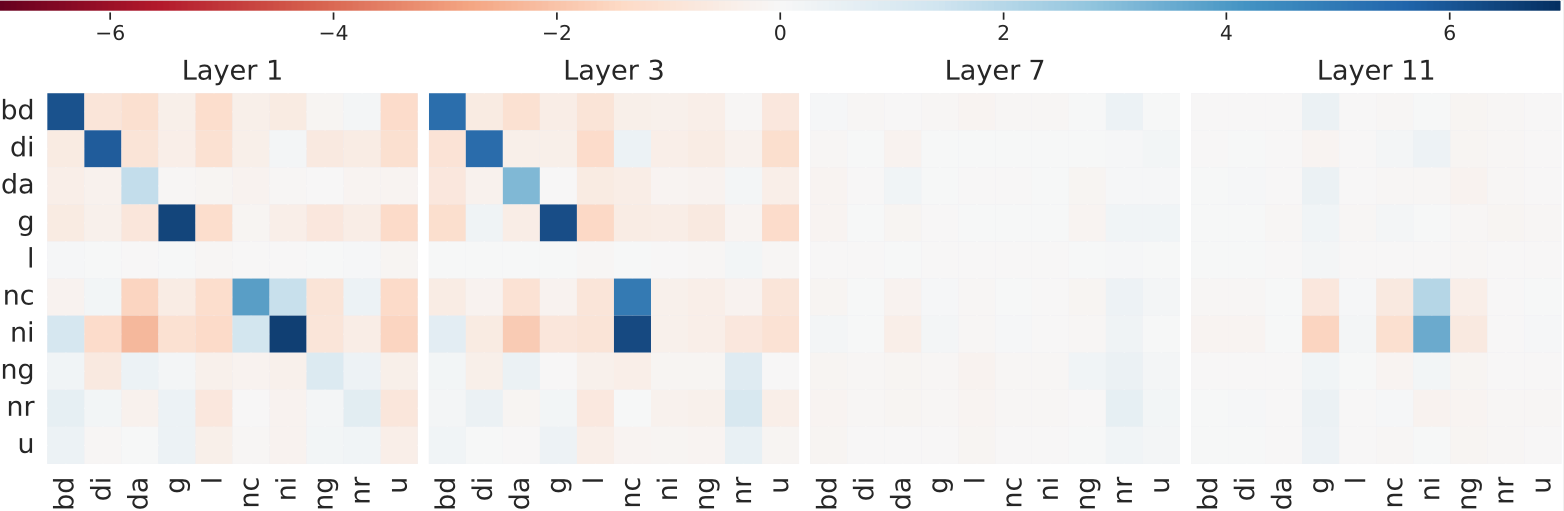 −6 −4 −2 0 2 4 6
Layer 1 Layer 3 Layer 7 Layer 11
bd
di
da
g
l
nc
ni
ng
nr
u
bd di da g l nc ni ng nr u bd di da g l nc ni ng nr u bd di da g l nc ni ng nr u bd di da g l nc ni ng nr u